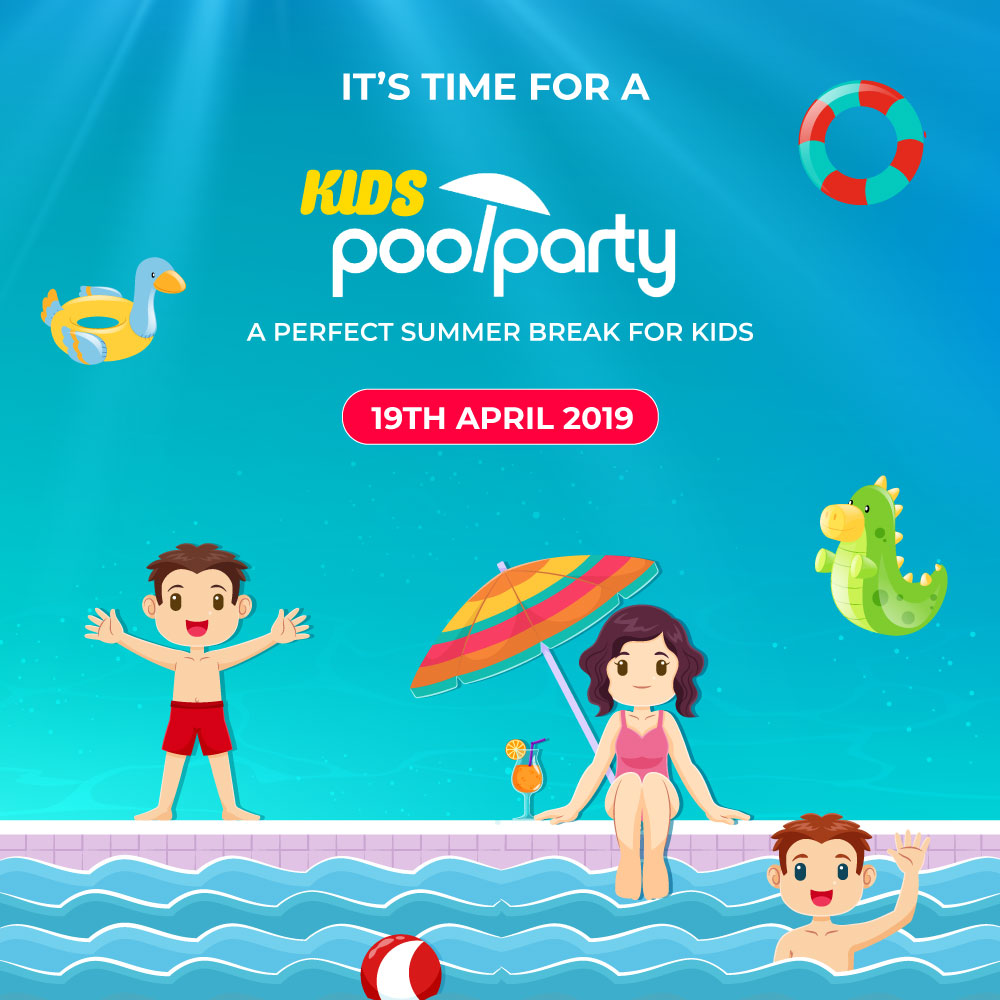 IT'S TIME FOR A
KIDS
poolparty
A PERFECT SUMMER BREAK FOR KIDS
19TH APRIL 2019